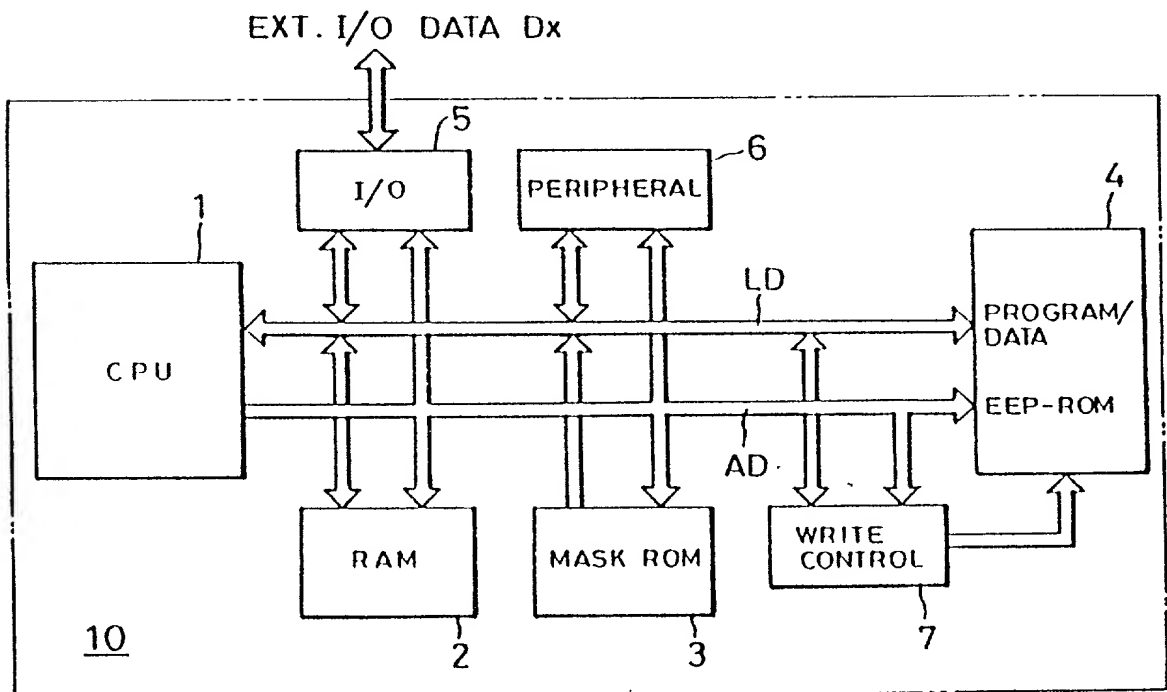 EXT. I/O DATA Dx
5
I/O
6
PERIPHERAL
4
1
CPU
LD
PROGRAM/
DATA
EEP-ROM
AD
RAM
MASK ROM
WRITE
CONTROL
2
3
7
10